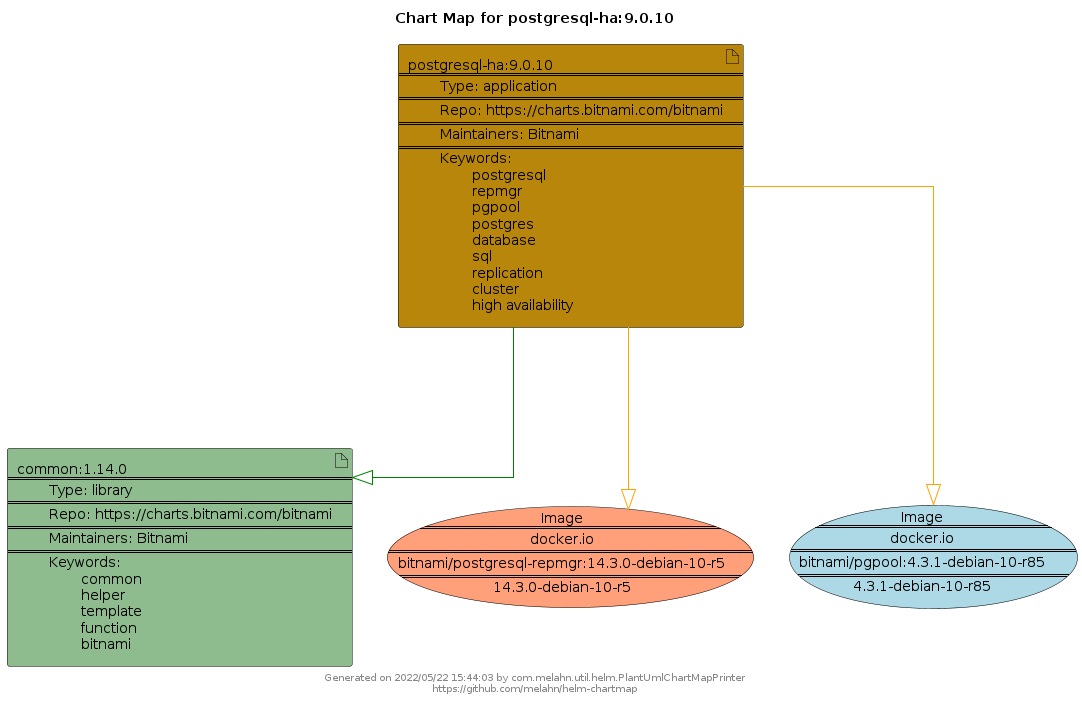 Chart Map for postgresql-ha:9.0.10
postgresql-ha:9.0.10
Type: application
Repo: https://charts.bitnami.com/bitnami
Maintainers: Bitnami
Keywords:
postgresql
repmgr
pgpool
postgres
database
sql
replication
cluster
high availability
common:1.14.0
Type: library
Repo: https://charts.bitnami.com/bitnami
Maintainers: Bitnami
Keywords:
common
helper
template
function
bitnami
Image
docker.io
bitnami/postgresql-repmgr:14.3.0-debian-10-r5
14.3.0-debian-10-r5
Image
docker.io
bitnami/pgpool:4.3.1-debian-10-r85
4.3.1-debian-10-r85
Generated on 2022/05/22 15:44:03 by com.melahn.util.helm.PlantUmlChartMapPrinter
https://github.com/melahn/helm-chartmap